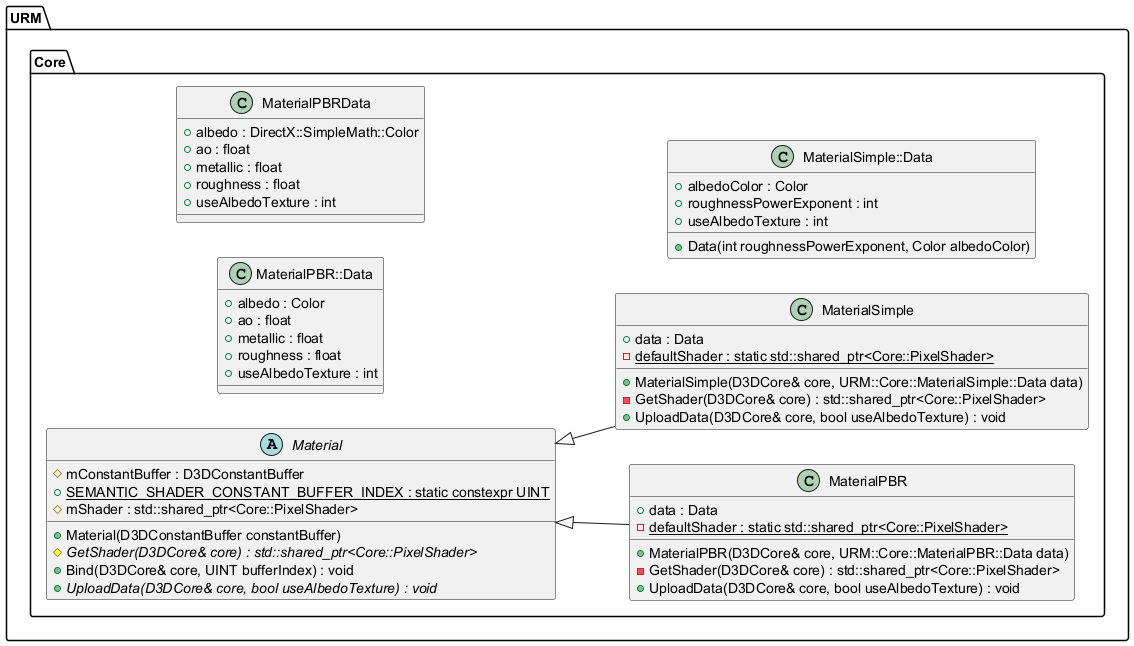 URM
Core
C MaterialPBRData
albedo : DirectX::SimpleMath::Color
ao : float
metallic : float
roughness : float
useAlbedoTexture : int
C MaterialSimple::Data
albedoColor : Color
roughnessPowerExponent : int
useAlbedoTexture : int
Data(int roughnessPowerExponent, Color albedoColor)
C MaterialPBR::Data
albedo : Color
ao : float
metallic : float
roughness : float
useAlbedoTexture : int
C MaterialSimple
data : Data
defaultShader : static std::shared_ptr<Core::PixelShader>
MaterialSimple(D3DCore& core, URM::Core::MaterialSimple::Data data)
GetShader(D3DCore& core) : std::shared_ptr<Core::PixelShader>
UploadData(D3DCore& core, bool useAlbedoTexture) : void
A Material
mConstantBuffer : D3DConstantBuffer
SEMANTIC_SHADER_CONSTANT_BUFFER_INDEX : static constexpr UINT
mShader : std::shared_ptr<Core::PixelShader>
Material(D3DConstantBuffer constantBuffer)
GetShader(D3DCore& core) : std::shared_ptr<Core::PixelShader>
Bind(D3DCore& core, UINT bufferIndex) : void
UploadData(D3DCore& core, bool useAlbedoTexture) : void
C MaterialPBR
data : Data
defaultShader : static std::shared_ptr<Core::PixelShader>
MaterialPBR(D3DCore& core, URM::Core::MaterialPBR::Data data)
GetShader(D3DCore& core) : std::shared_ptr<Core::PixelShader>
UploadData(D3DCore& core, bool useAlbedoTexture) : void